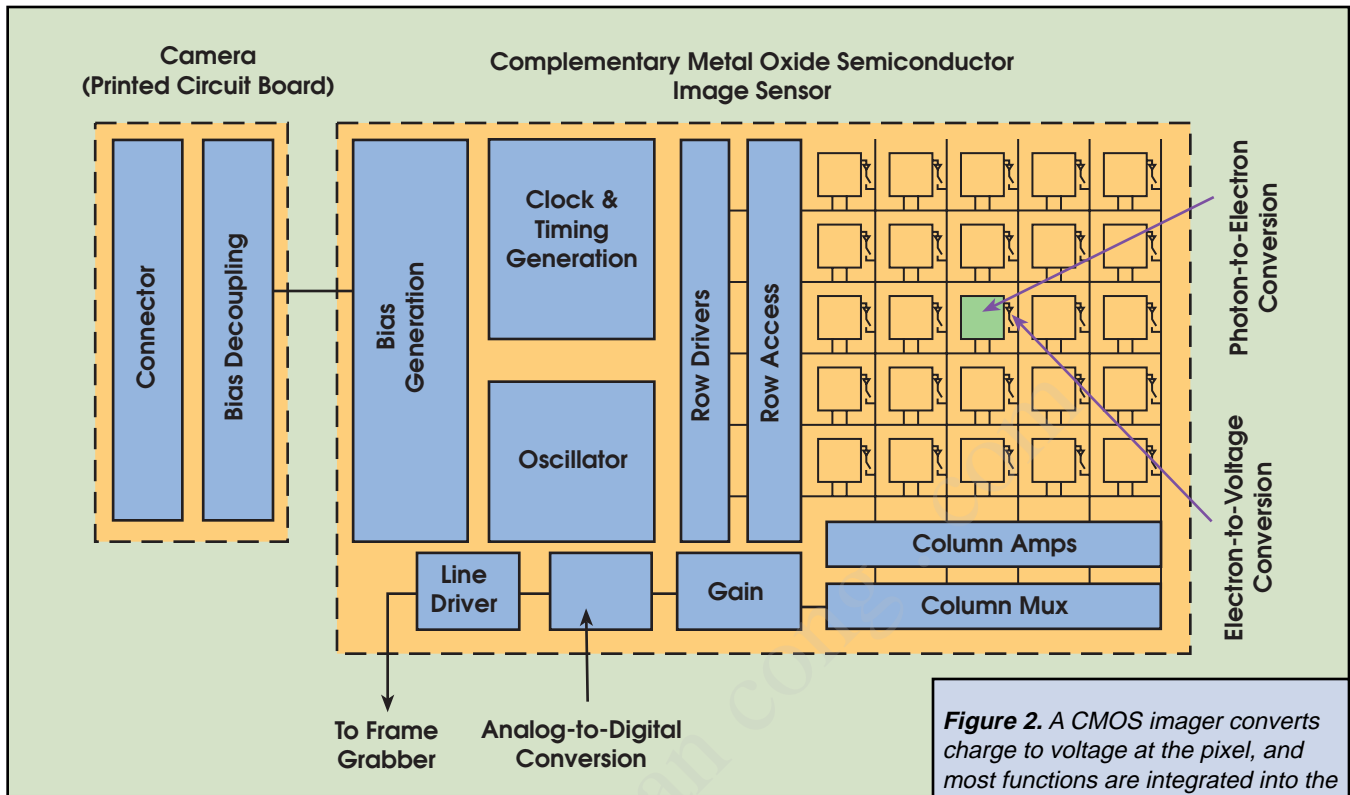 Camera
(Printed Circuit Board)
Complementary Metal Oxide Semiconductor
Image Sensor
Connector
Bias Decoupling
Bias
Generation
Clock &
Timing
Generation
Oscillator
Row Drivers
Row Access
Photon-to-Electron
Conversion
Electron-to-Voltage
Conversion
Column Amps
Column Mux
Gain
Line
Driver
To Frame
Grabber
Analog-to-Digital
Conversion
Figure 2. A CMOS imager converts
charge to voltage at the pixel, and
most functions are integrated into the